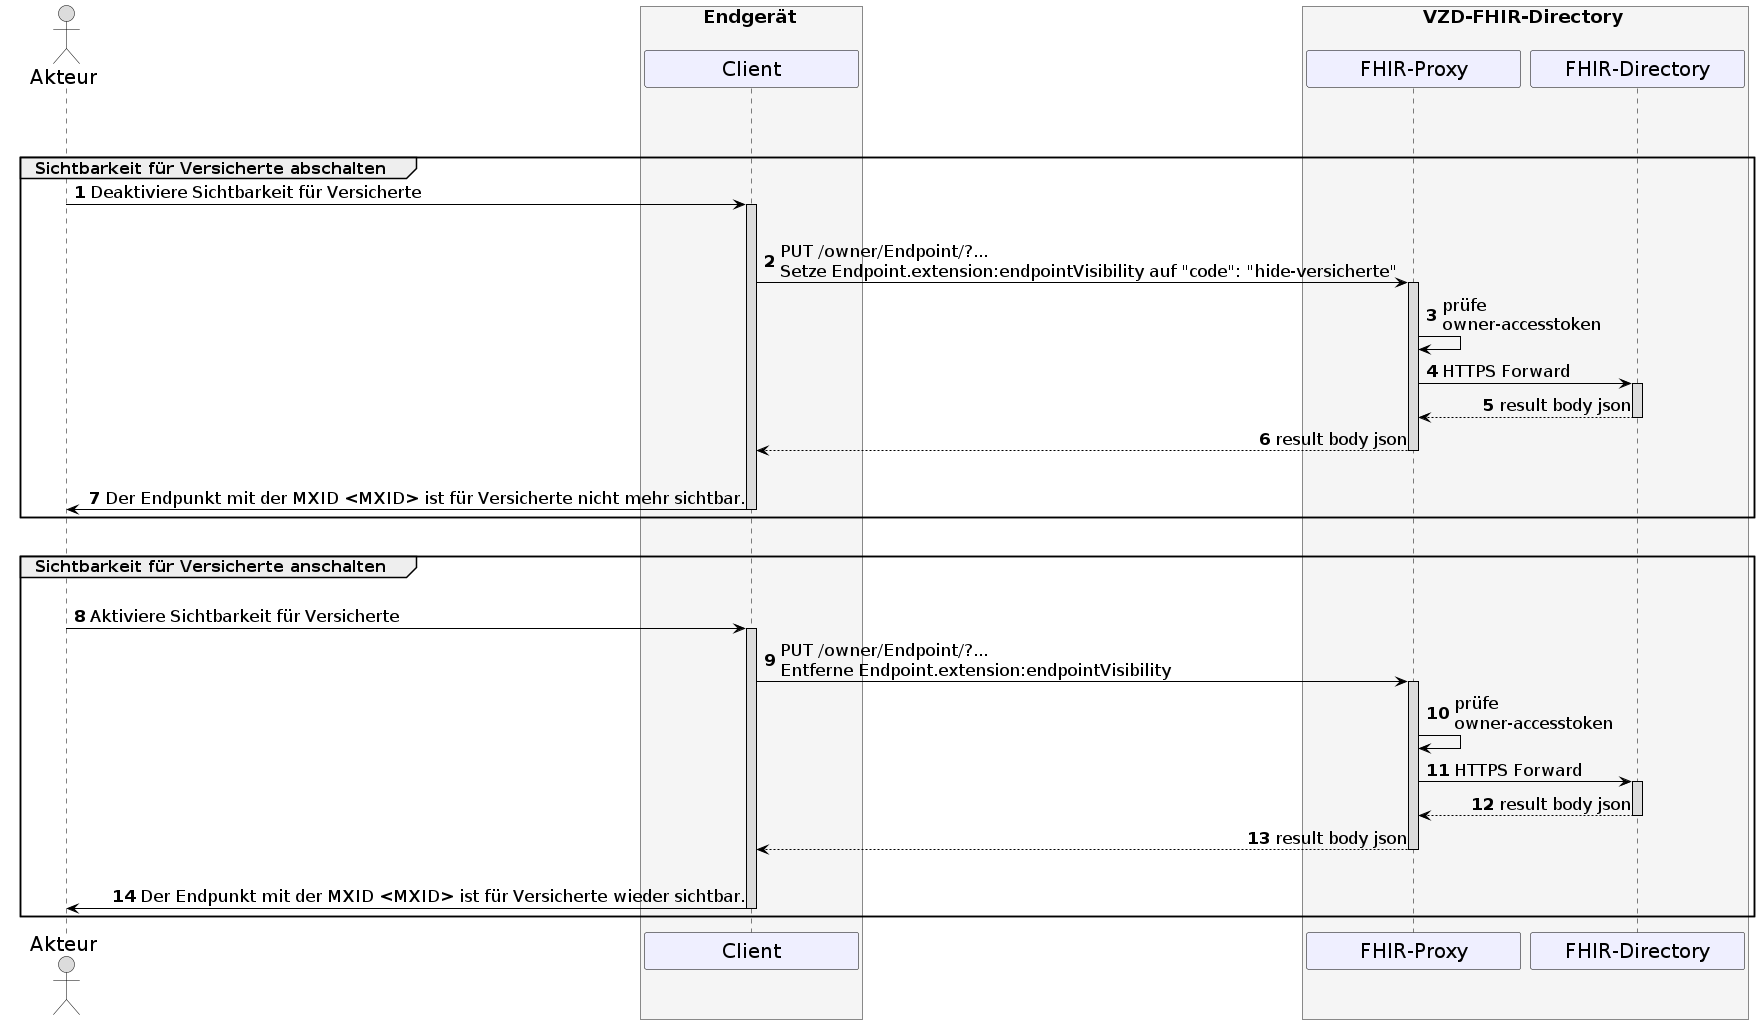 Endgerät
VZD-FHIR-Directory
Akteur
Client
FHIR-Proxy
FHIR-Directory
Sichtbarkeit für Versicherte abschalten
1 Deaktiviere Sichtbarkeit für Versicherte
2 PUT /owner/Endpoint/?...
Setze Endpoint.extension:endpointVisibility auf "code": "hide-versicherte"
3 prüfe
owner-accesstoken
4 HTTPS Forward
5 result body json
6 result body json
7 Der Endpunkt mit der MXID <MXID> ist für Versicherte nicht mehr sichtbar.
Sichtbarkeit für Versicherte anschalten
8 Aktiviere Sichtbarkeit für Versicherte
9 PUT /owner/Endpoint/?...
Entferne Endpoint.extension:endpointVisibility
10 prüfe
owner-accesstoken
11 HTTPS Forward
12 result body json
13 result body json
14 Der Endpunkt mit der MXID <MXID> ist für Versicherte wieder sichtbar.
Akteur
Client
FHIR-Proxy
FHIR-Directory